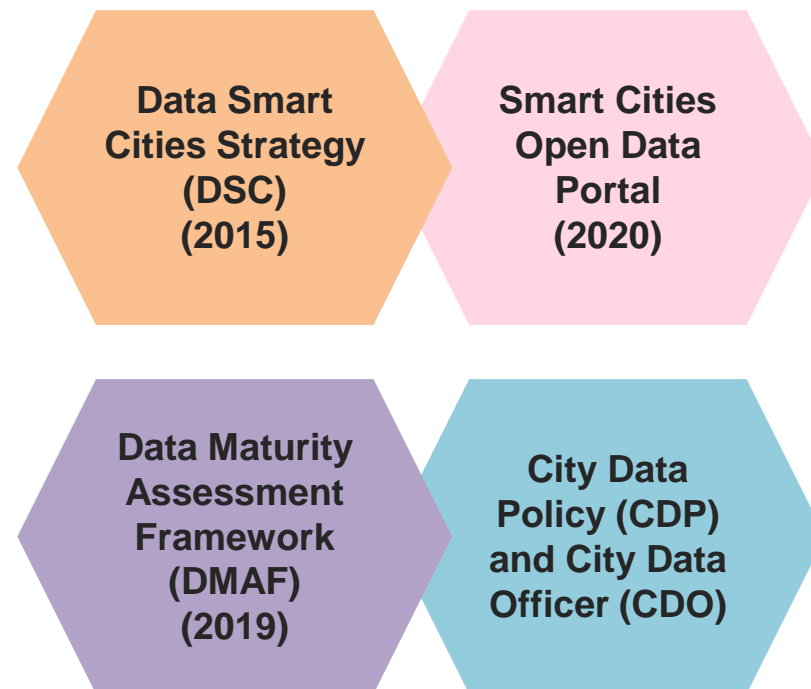 Data Smart
Cities Strategy
(DSC)
(2015)
Smart Cities
Open Data
Portal
(2020)
Data Maturity
Assessment
Framework
(DMAF)
(2019)
City Data
Policy (CDP)
and City Data
Officer (CDO)